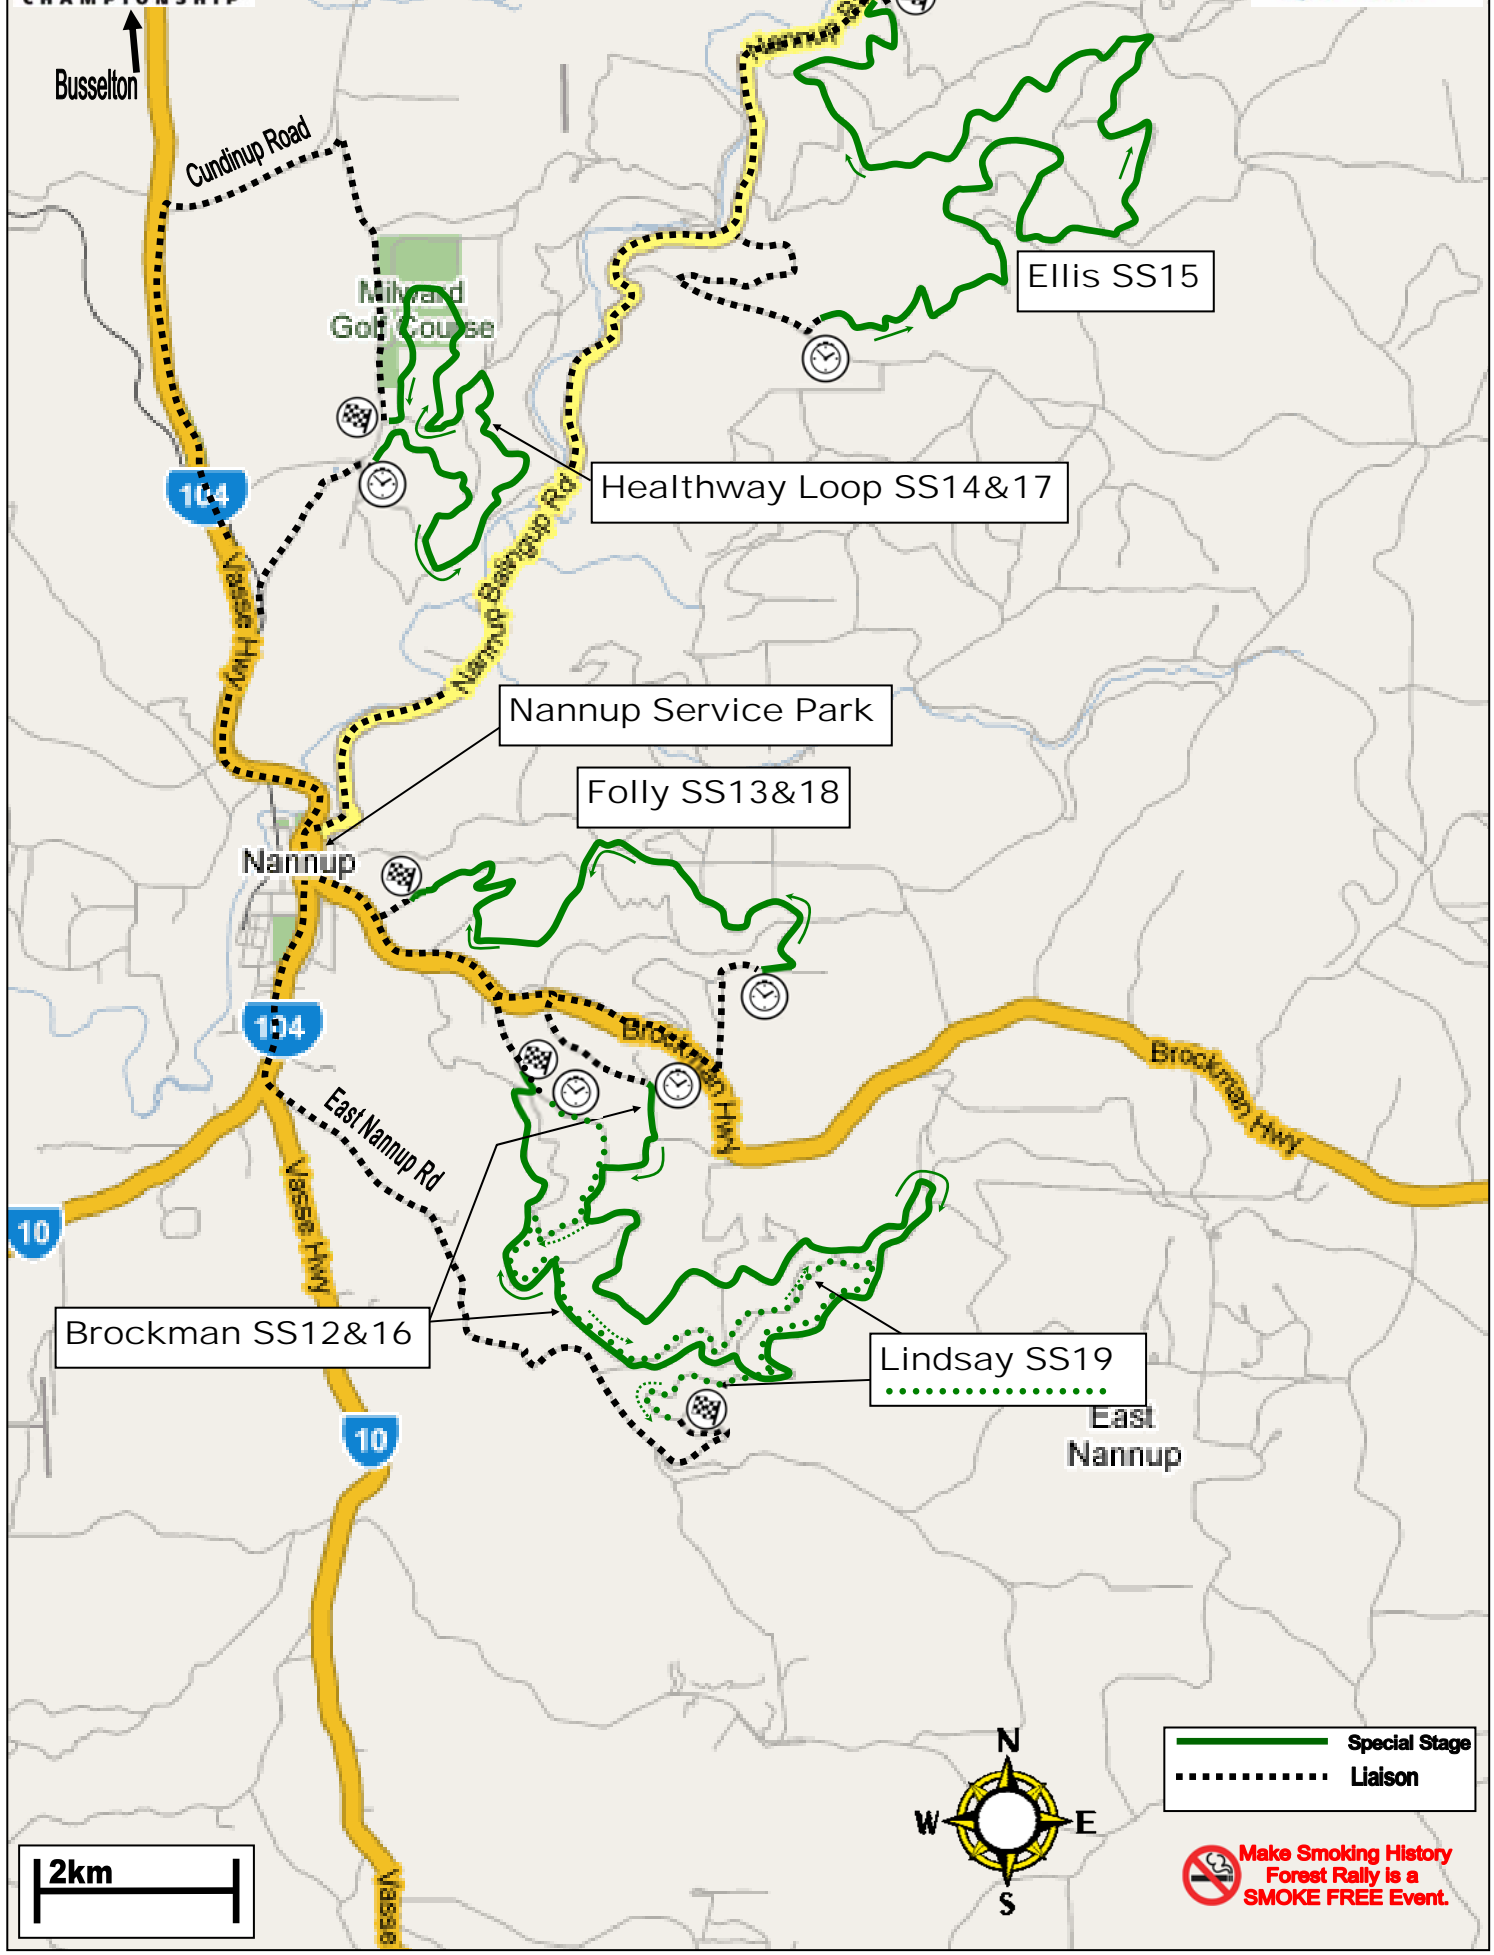 CHAMPIONSHIP
Busselton
Cundinup Road
Nannup
Milward
Golf Course
Ellis SS15
104
Healthway Loop SS14&17
Nannup Balingup Rd
Vasse Hwy
Nannup Service Park
Folly SS13&18
Nannup
104
Brockman Hwy
Brockman Hwy
East Nannup Rd
Vasse Hwy
10
Brockman SS12&16
Lindsay SS19
East
Nannup
10
N
W E
S
Special Stage
Liaison
2km
Vasse
Make Smoking History
Forest Rally is a
SMOKE FREE Event.